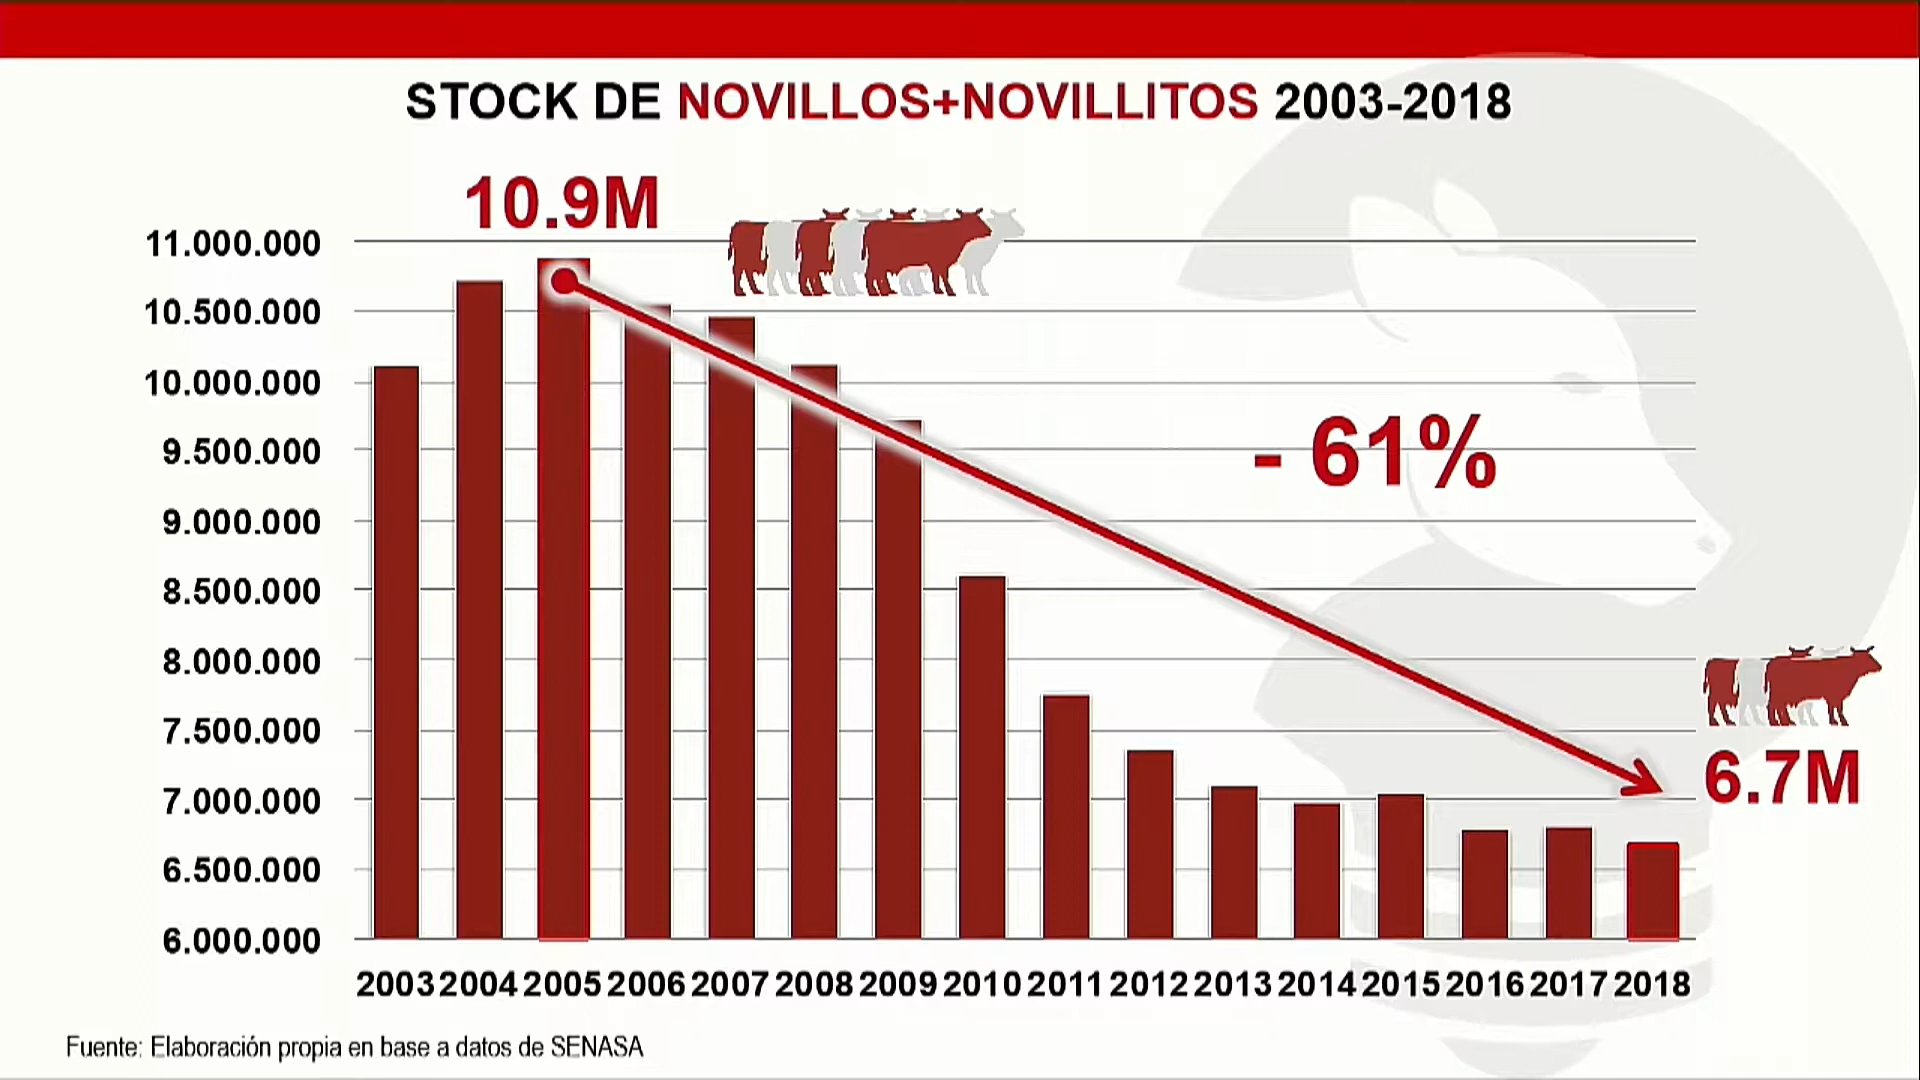 STOCK DE NOVILLOS+NOVILLITOS 2003-2018
10.9M
11.000.000
10.500.000
10.000.000
9.500.000
9.000.000
8.500.000
8.000.000
7.500.000
7.000.000
6.500.000
6.000.000
- 61%
6.7M
2003 2004 2005 2006 2007 2008 2009 2010 2011 2012 2013 2014 2015 2016 2017 2018
Fuente: Elaboración propia en base a datos de SENASA